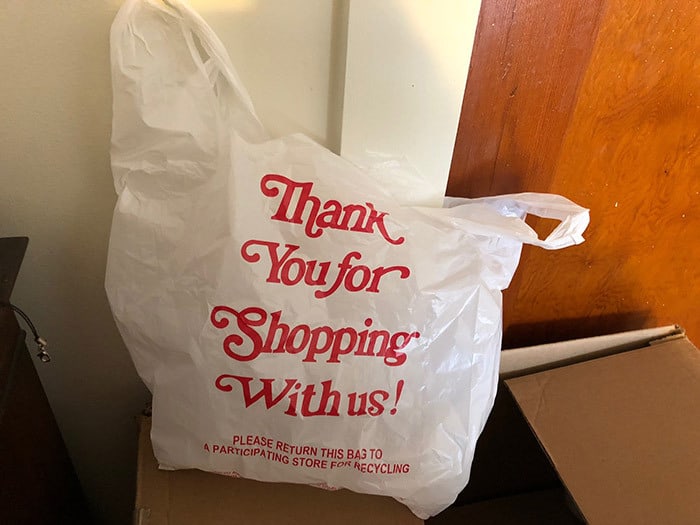 Thank
You for
Shopping
With us!
PLEASE RETURN THIS BAG TO
A PARTICIPATING STORE FOR RECYCLING